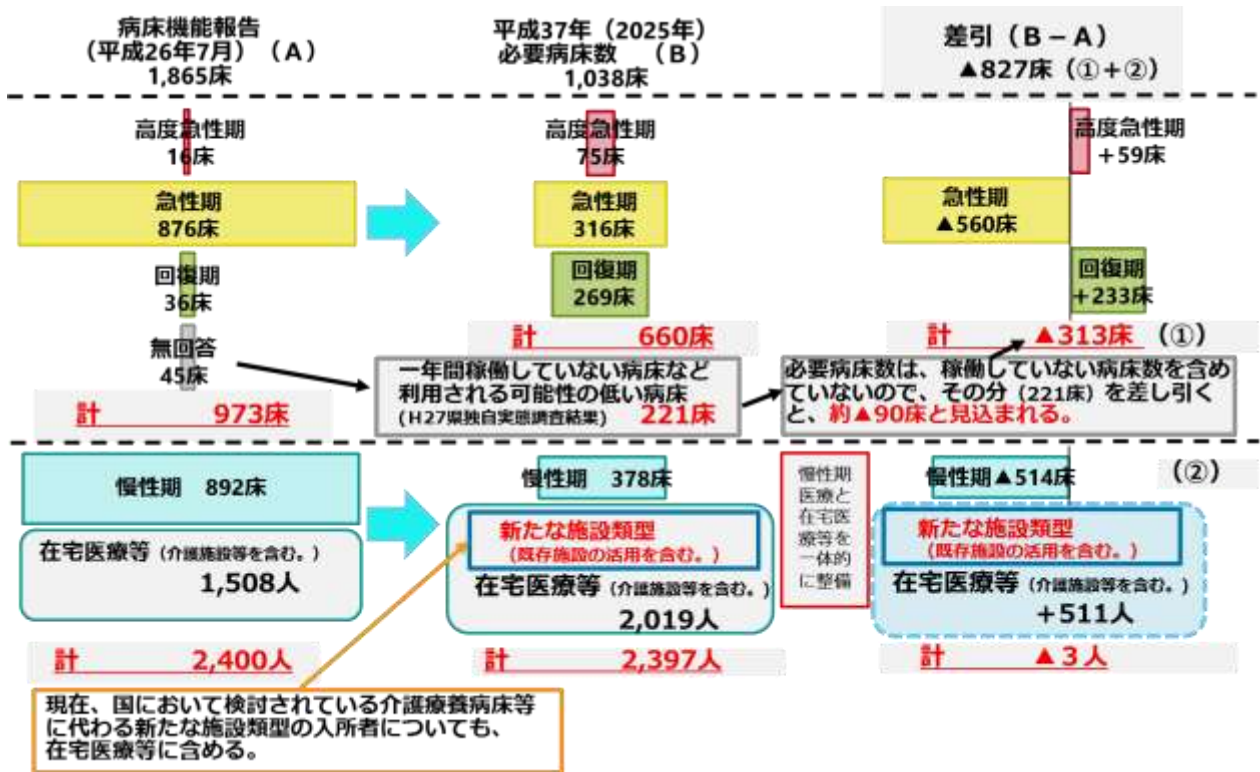 病床機能報告
（平成26年7月）（A）
1,865床
平成37年（2025年）
必要病床数　（B）
1,038床
差引（B－A）
▲827床（①＋②）
高度急性期
16床
高度急性期
75床
高度急性期
＋59床
急性期
876床
急性期
316床
急性期
▲560床
回復期
36床
回復期
269床
回復期
+233床
無回答
45床
計　660床
計　▲313床（①）
計　973床
一年間稼働していない病床など
利用される可能性の低い病床
(H27県独自実態調査結果)　221床
必要病床数は、稼働していない病床数を含め
ていないので、その分（221床）を差し引く
と、約▲90床と見込まれる。
慢性期　892床
慢性期　378床
慢性期
医療と
在宅医
療等を
一体的
に整備
慢性期▲514床
（②）
在宅医療等（介護施設等を含む。）
1,508人
新たな施設類型
(既存施設の活用を含む。)
在宅医療等（介護施設等を含む。）
2,019人
新たな施設類型
(既存施設の活用を含む。)
在宅医療等（介護施設等を含む。）
＋511人
計　2,400人
計　2,397人
計　▲３人
現在、国において検討されている介護療養病床等
に代わる新たな施設類型の入所者についても、
在宅医療等に含める。